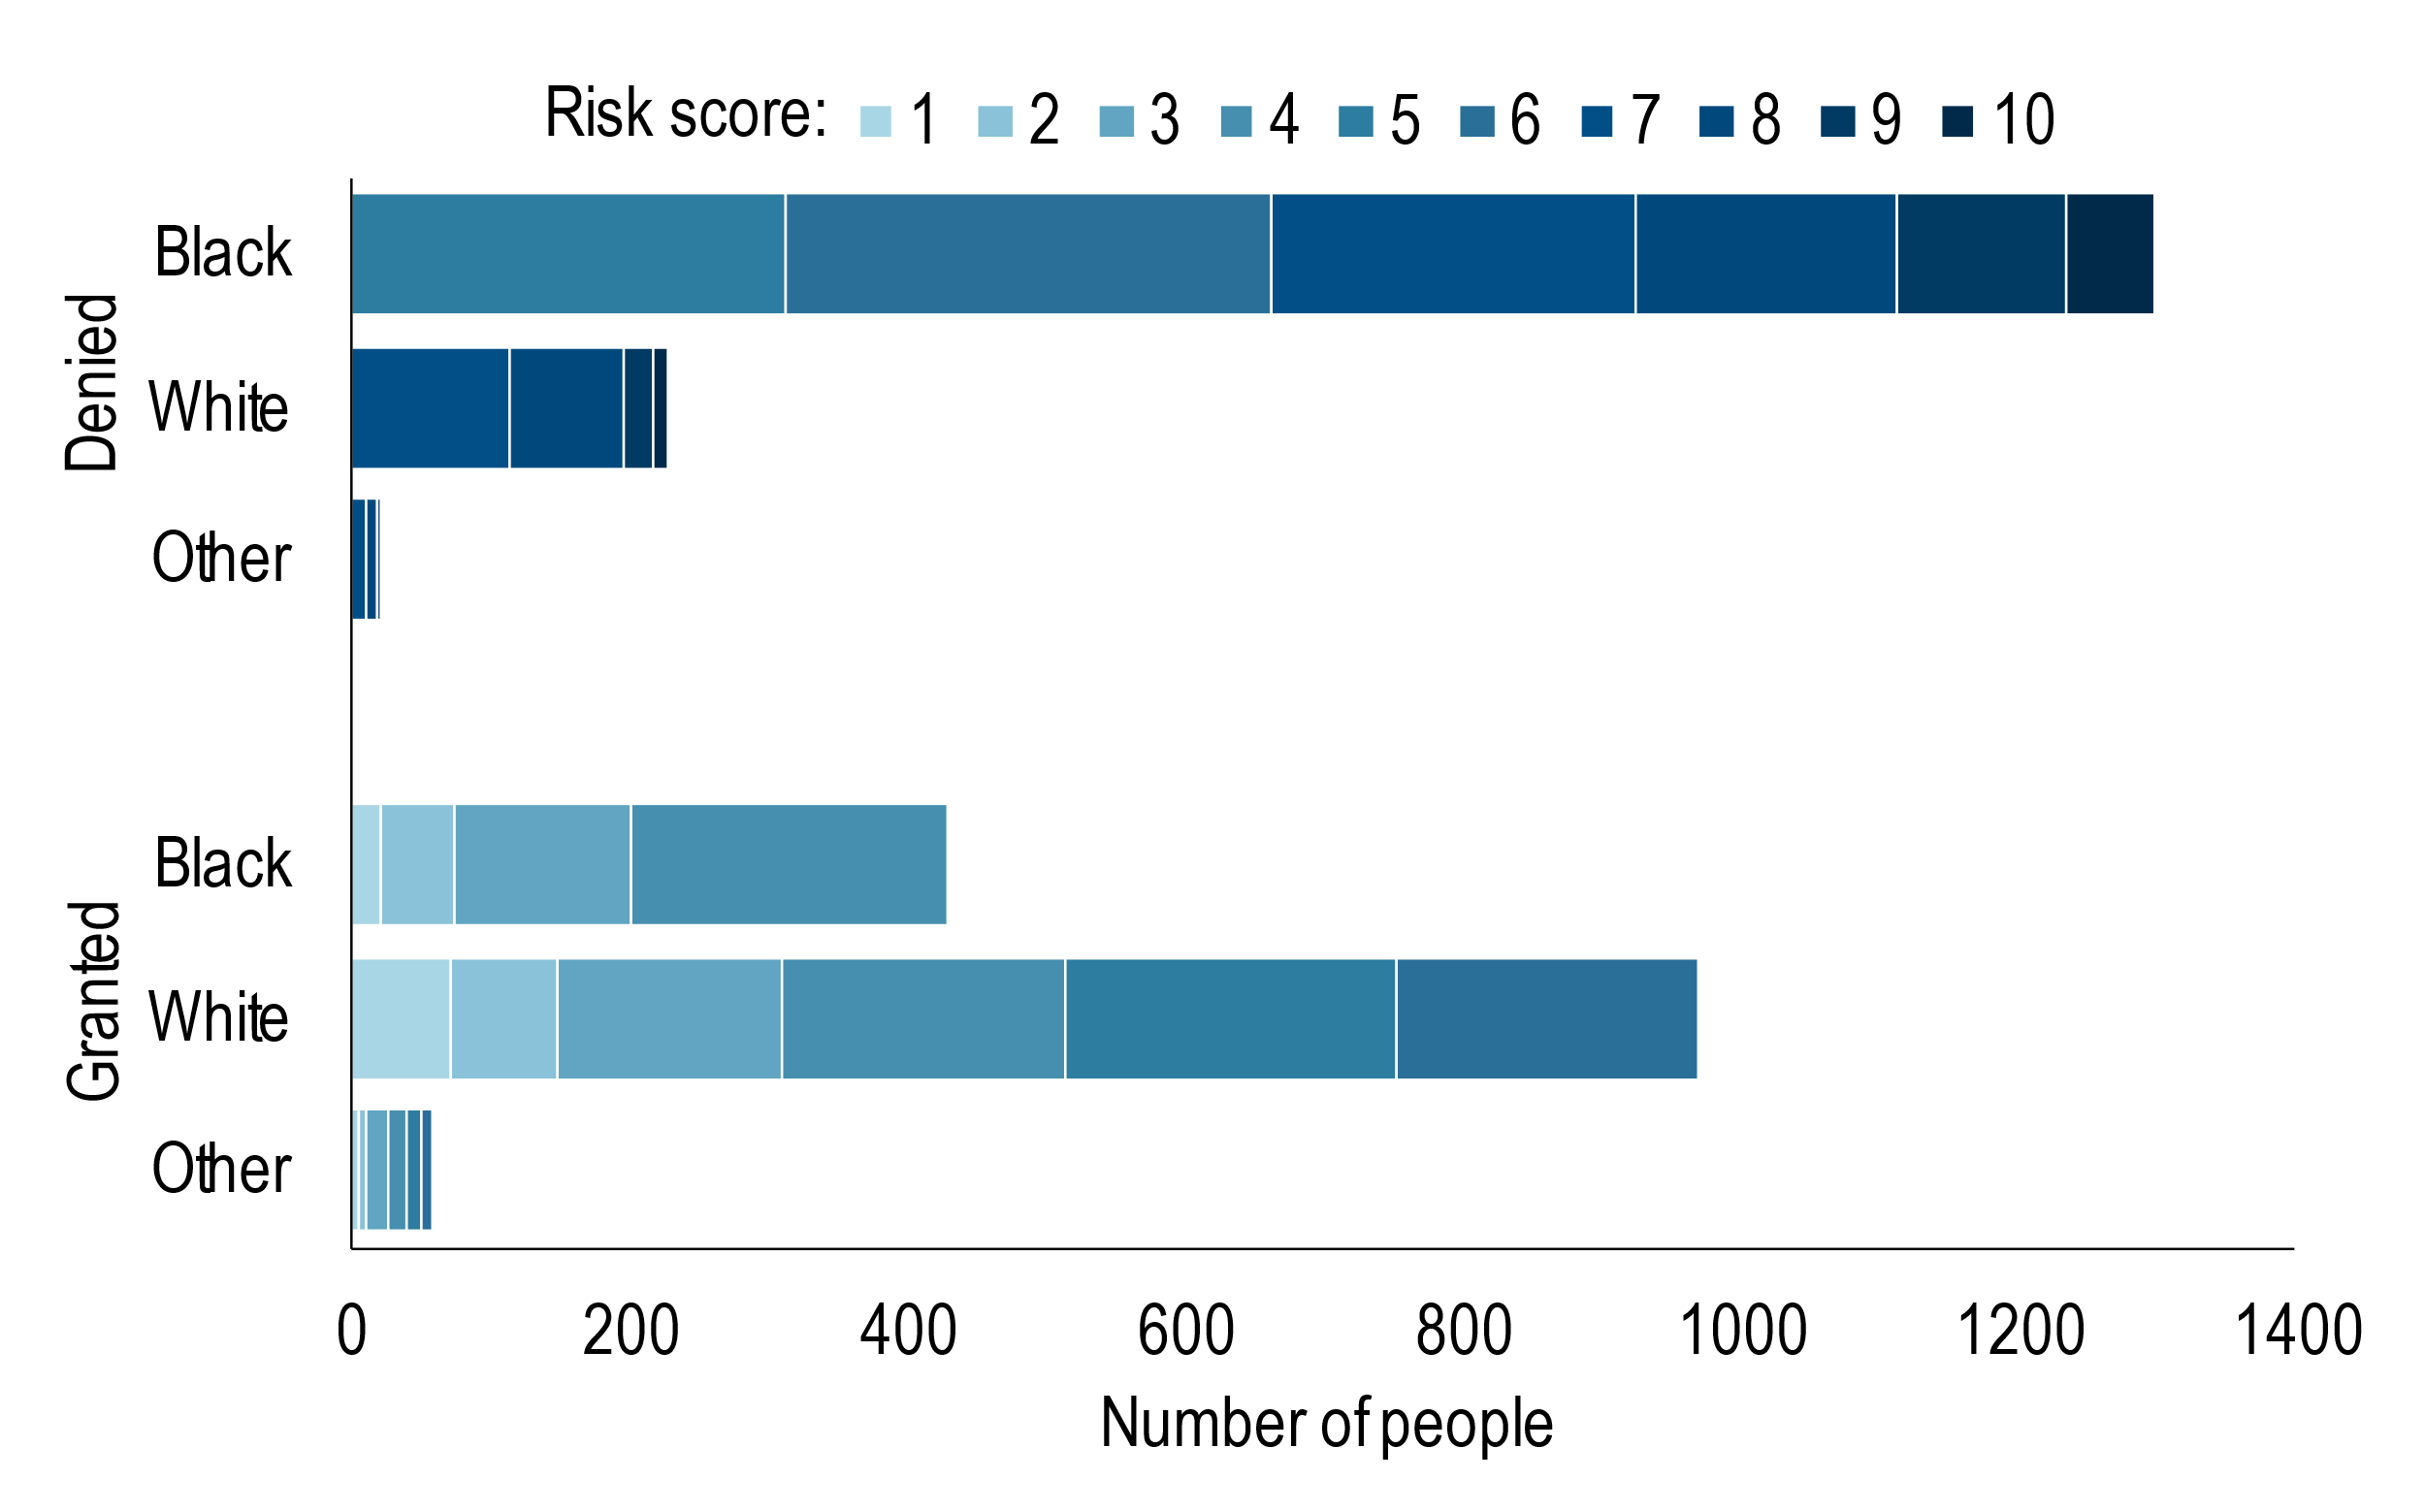 Risk score: 1 2 3 4 5 6 7 8 9 10
Denied
Black
White
Other
Granted
Black
White
Other
0 200 400 600 800 1000 1200 1400
Number of people